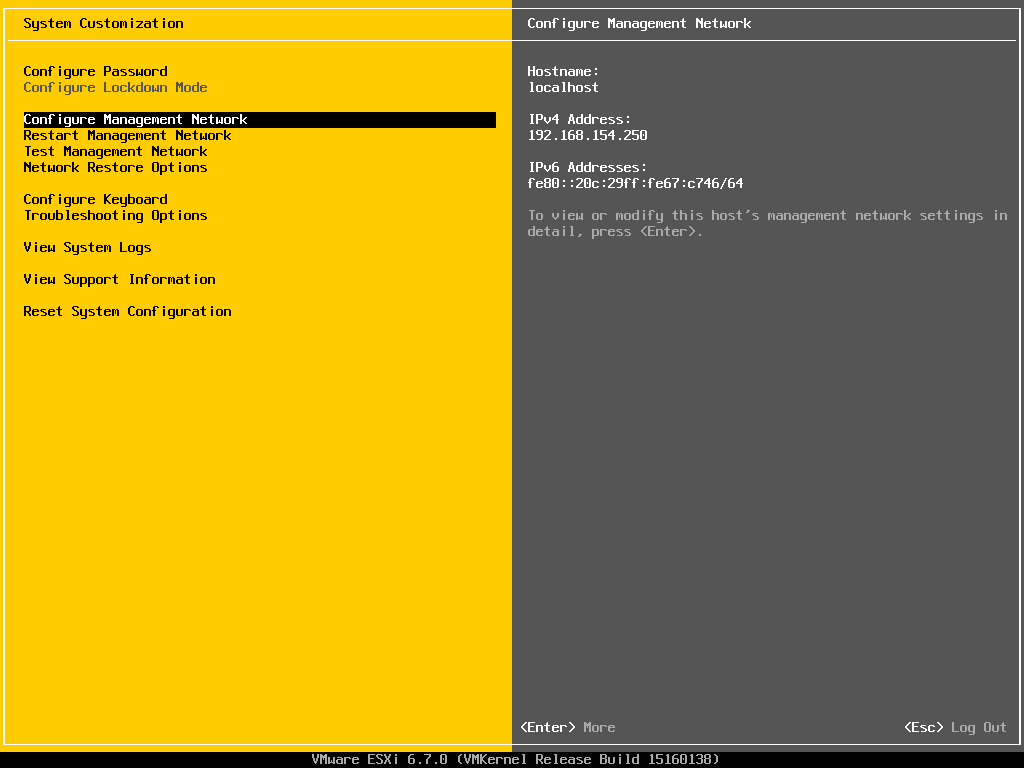 System Customization
Configure Password
Configure Lockdown Mode
Configure Management Network
Restart Management Network
Test Management Network
Network Restore Options
Configure Keyboard
Troubleshooting Options
View System Logs
View Support Information
Reset System Configuration
Configure Management Network
Hostname:
localhost
IPv4 Address:
192.168.154.250
IPv6 Addresses:
fe80::20c:29ff:fe67:c746/64
To view or modify this host's management network settings in
detail, press <Enter>.
<Enter> More
<Esc> Log Out
VMware ESXi 6.7.0 (VMKernel Release Build 15160138)